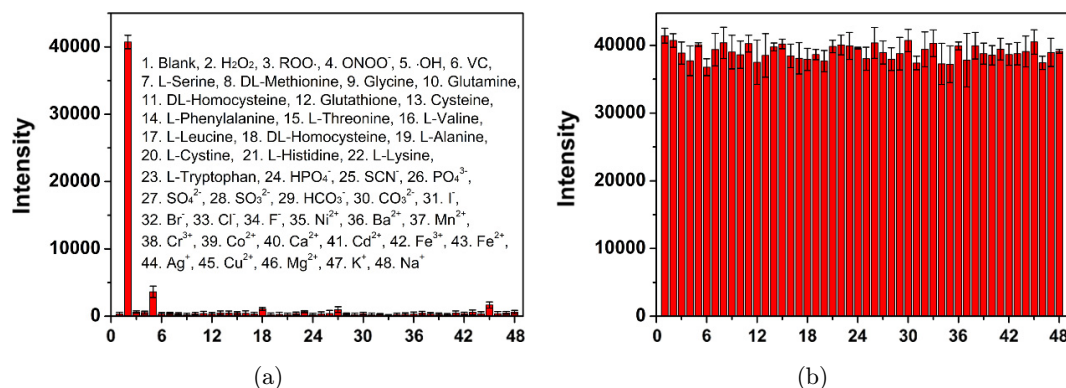 40000
30000
20000
10000
0
Intensity
1. Blank, 2. H₂O₂, 3. ROO·, 4. ONOO⁻, 5. ·OH, 6. VC,
7. L-Serine, 8. DL-Methionine, 9. Glycine, 10. Glutamine,
11. DL-Homocysteine, 12. Glutathione, 13. Cysteine,
14. L-Phenylalanine, 15. L-Threonine, 16. L-Valine,
17. L-Leucine, 18. DL-Homocysteine, 19. L-Alanine,
20. L-Cystine, 21. L-Histidine, 22. L-Lysine,
23. L-Tryptophan, 24. HPO₄⁻, 25. SCN⁻, 26. PO₄³⁻,
27. SO₄²⁻, 28. SO₃²⁻, 29. HCO₃⁻, 30. CO₃²⁻, 31. I⁻,
32. Br⁻, 33. Cl⁻, 34. F⁻, 35. Ni²⁺, 36. Ba²⁺, 37. Mn²⁺,
38. Cr³⁺, 39. Co²⁺, 40. Ca²⁺, 41. Cd²⁺, 42. Fe³⁺, 43. Fe²⁺,
44. Ag⁺, 45. Cu²⁺, 46. Mg²⁺, 47. K⁺, 48. Na⁺
0 6 12 18 24 30 36 42 48
(a)
40000
30000
20000
10000
0
Intensity
0 6 12 18 24 30 36 42 48
(b)